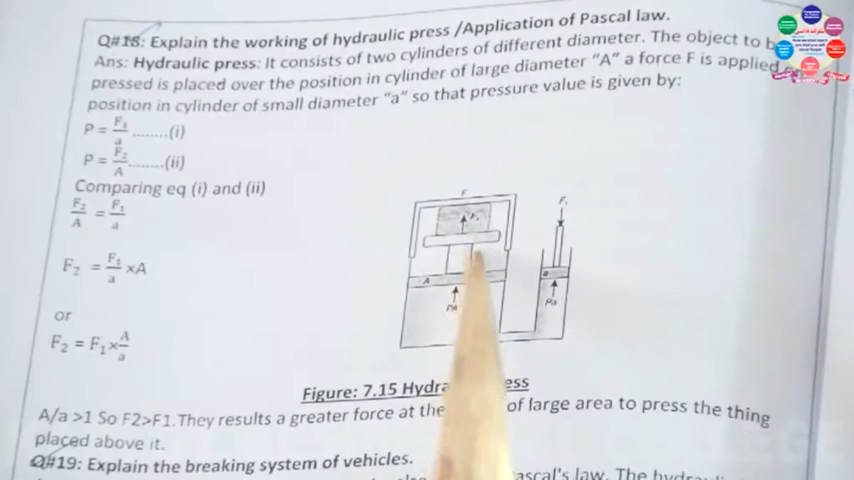 Q#18: Explain the working of hydraulic press /Application of Pascal law.
Ans: Hydraulic press: It consists of two cylinders of different diameter. The object to b
pressed is placed over the position in cylinder of large diameter "A" a force F is applied
position in cylinder of small diameter "a" so that pressure value is given by:
P = F₁/a ........(i)
P = F₂/A ........(ii)
Comparing eq (i) and (ii)
F₂/A = F₁/a
F₂ = F₁/a xA
or
F₂ = F₁x A/a
F
F₁
A
a
PA
Pa
Figure: 7.15 Hydra ess
A/a >1 So F2>F1.They results a greater force at the of large area to press the thing
placed above it.
Q#19: Explain the breaking system of vehicles.
ascal's law. The hydra